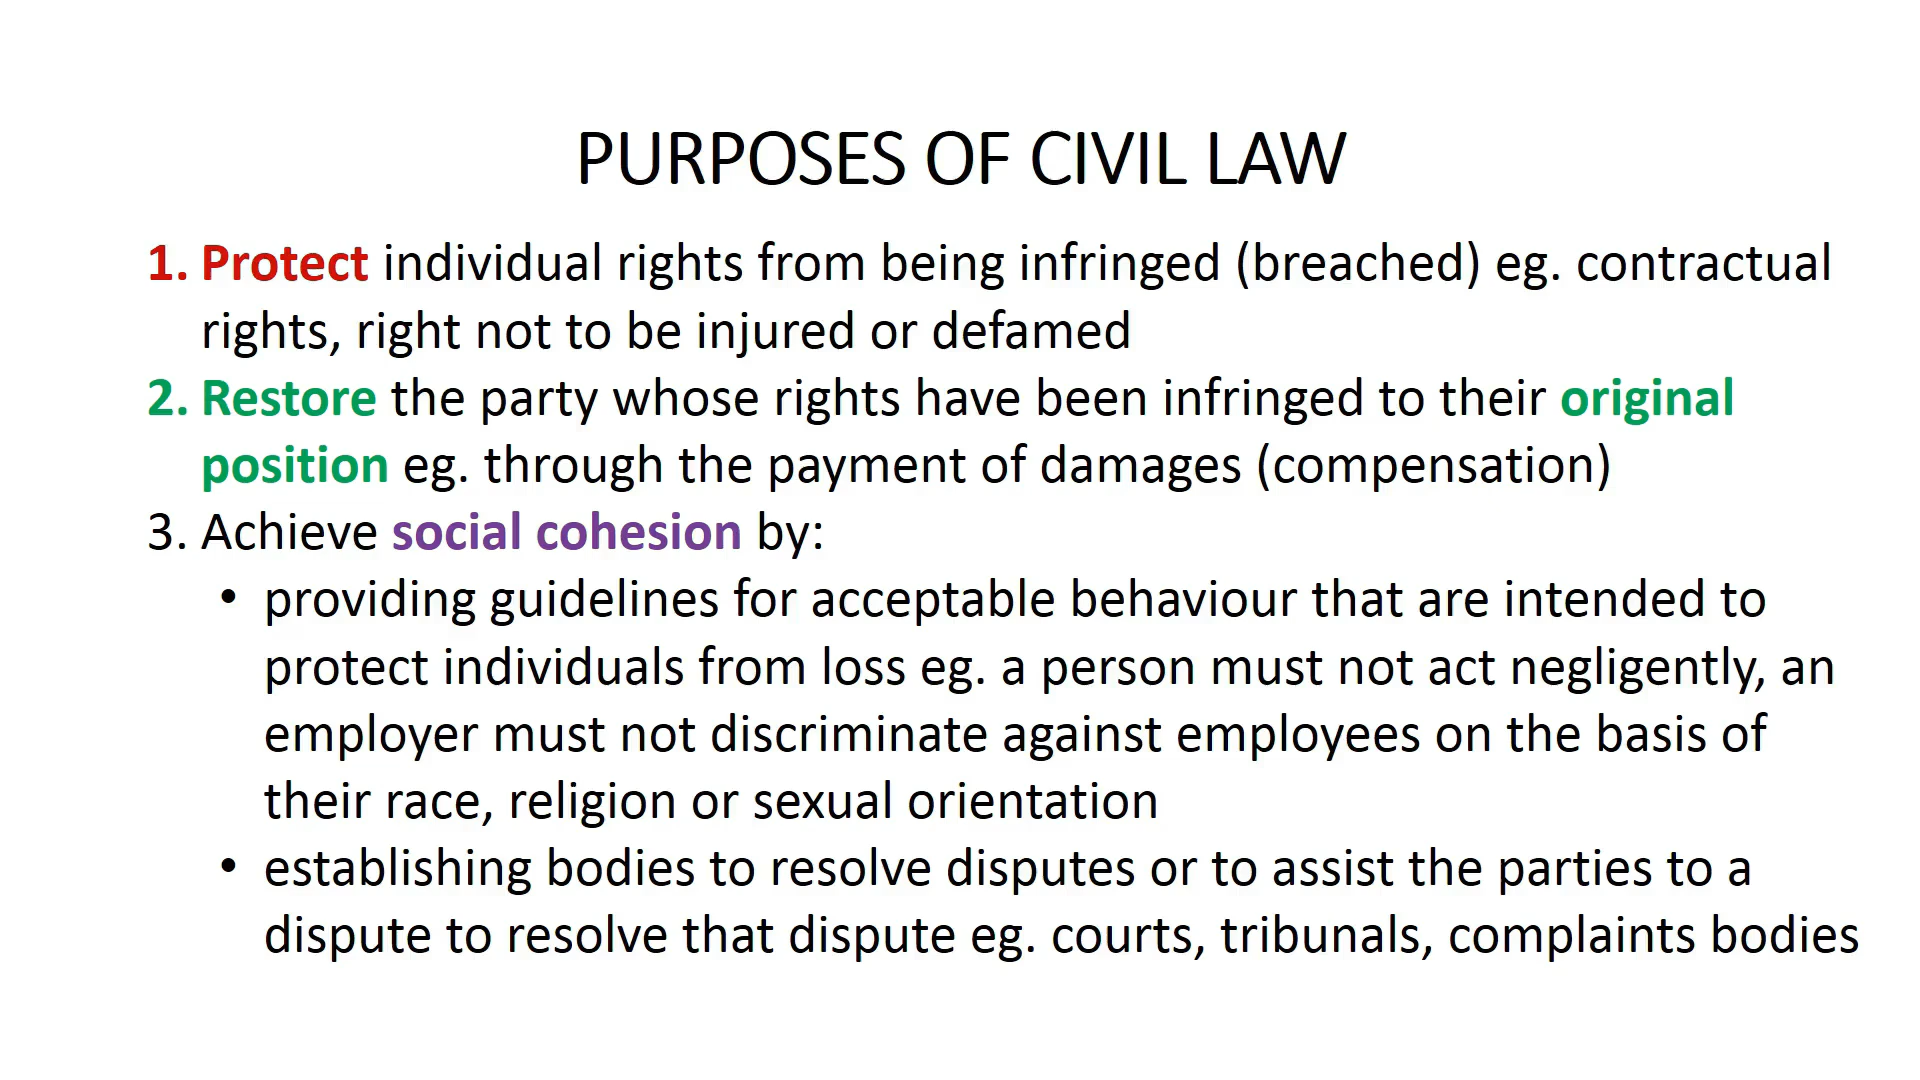 PURPOSES OF CIVIL LAW
1. Protect individual rights from being infringed (breached) eg. contractual
rights, right not to be injured or defamed
2. Restore the party whose rights have been infringed to their original
position eg. through the payment of damages (compensation)
3. Achieve social cohesion by:
• providing guidelines for acceptable behaviour that are intended to
protect individuals from loss eg. a person must not act negligently, an
employer must not discriminate against employees on the basis of
their race, religion or sexual orientation
• establishing bodies to resolve disputes or to assist the parties to a
dispute to resolve that dispute eg. courts, tribunals, complaints bodies